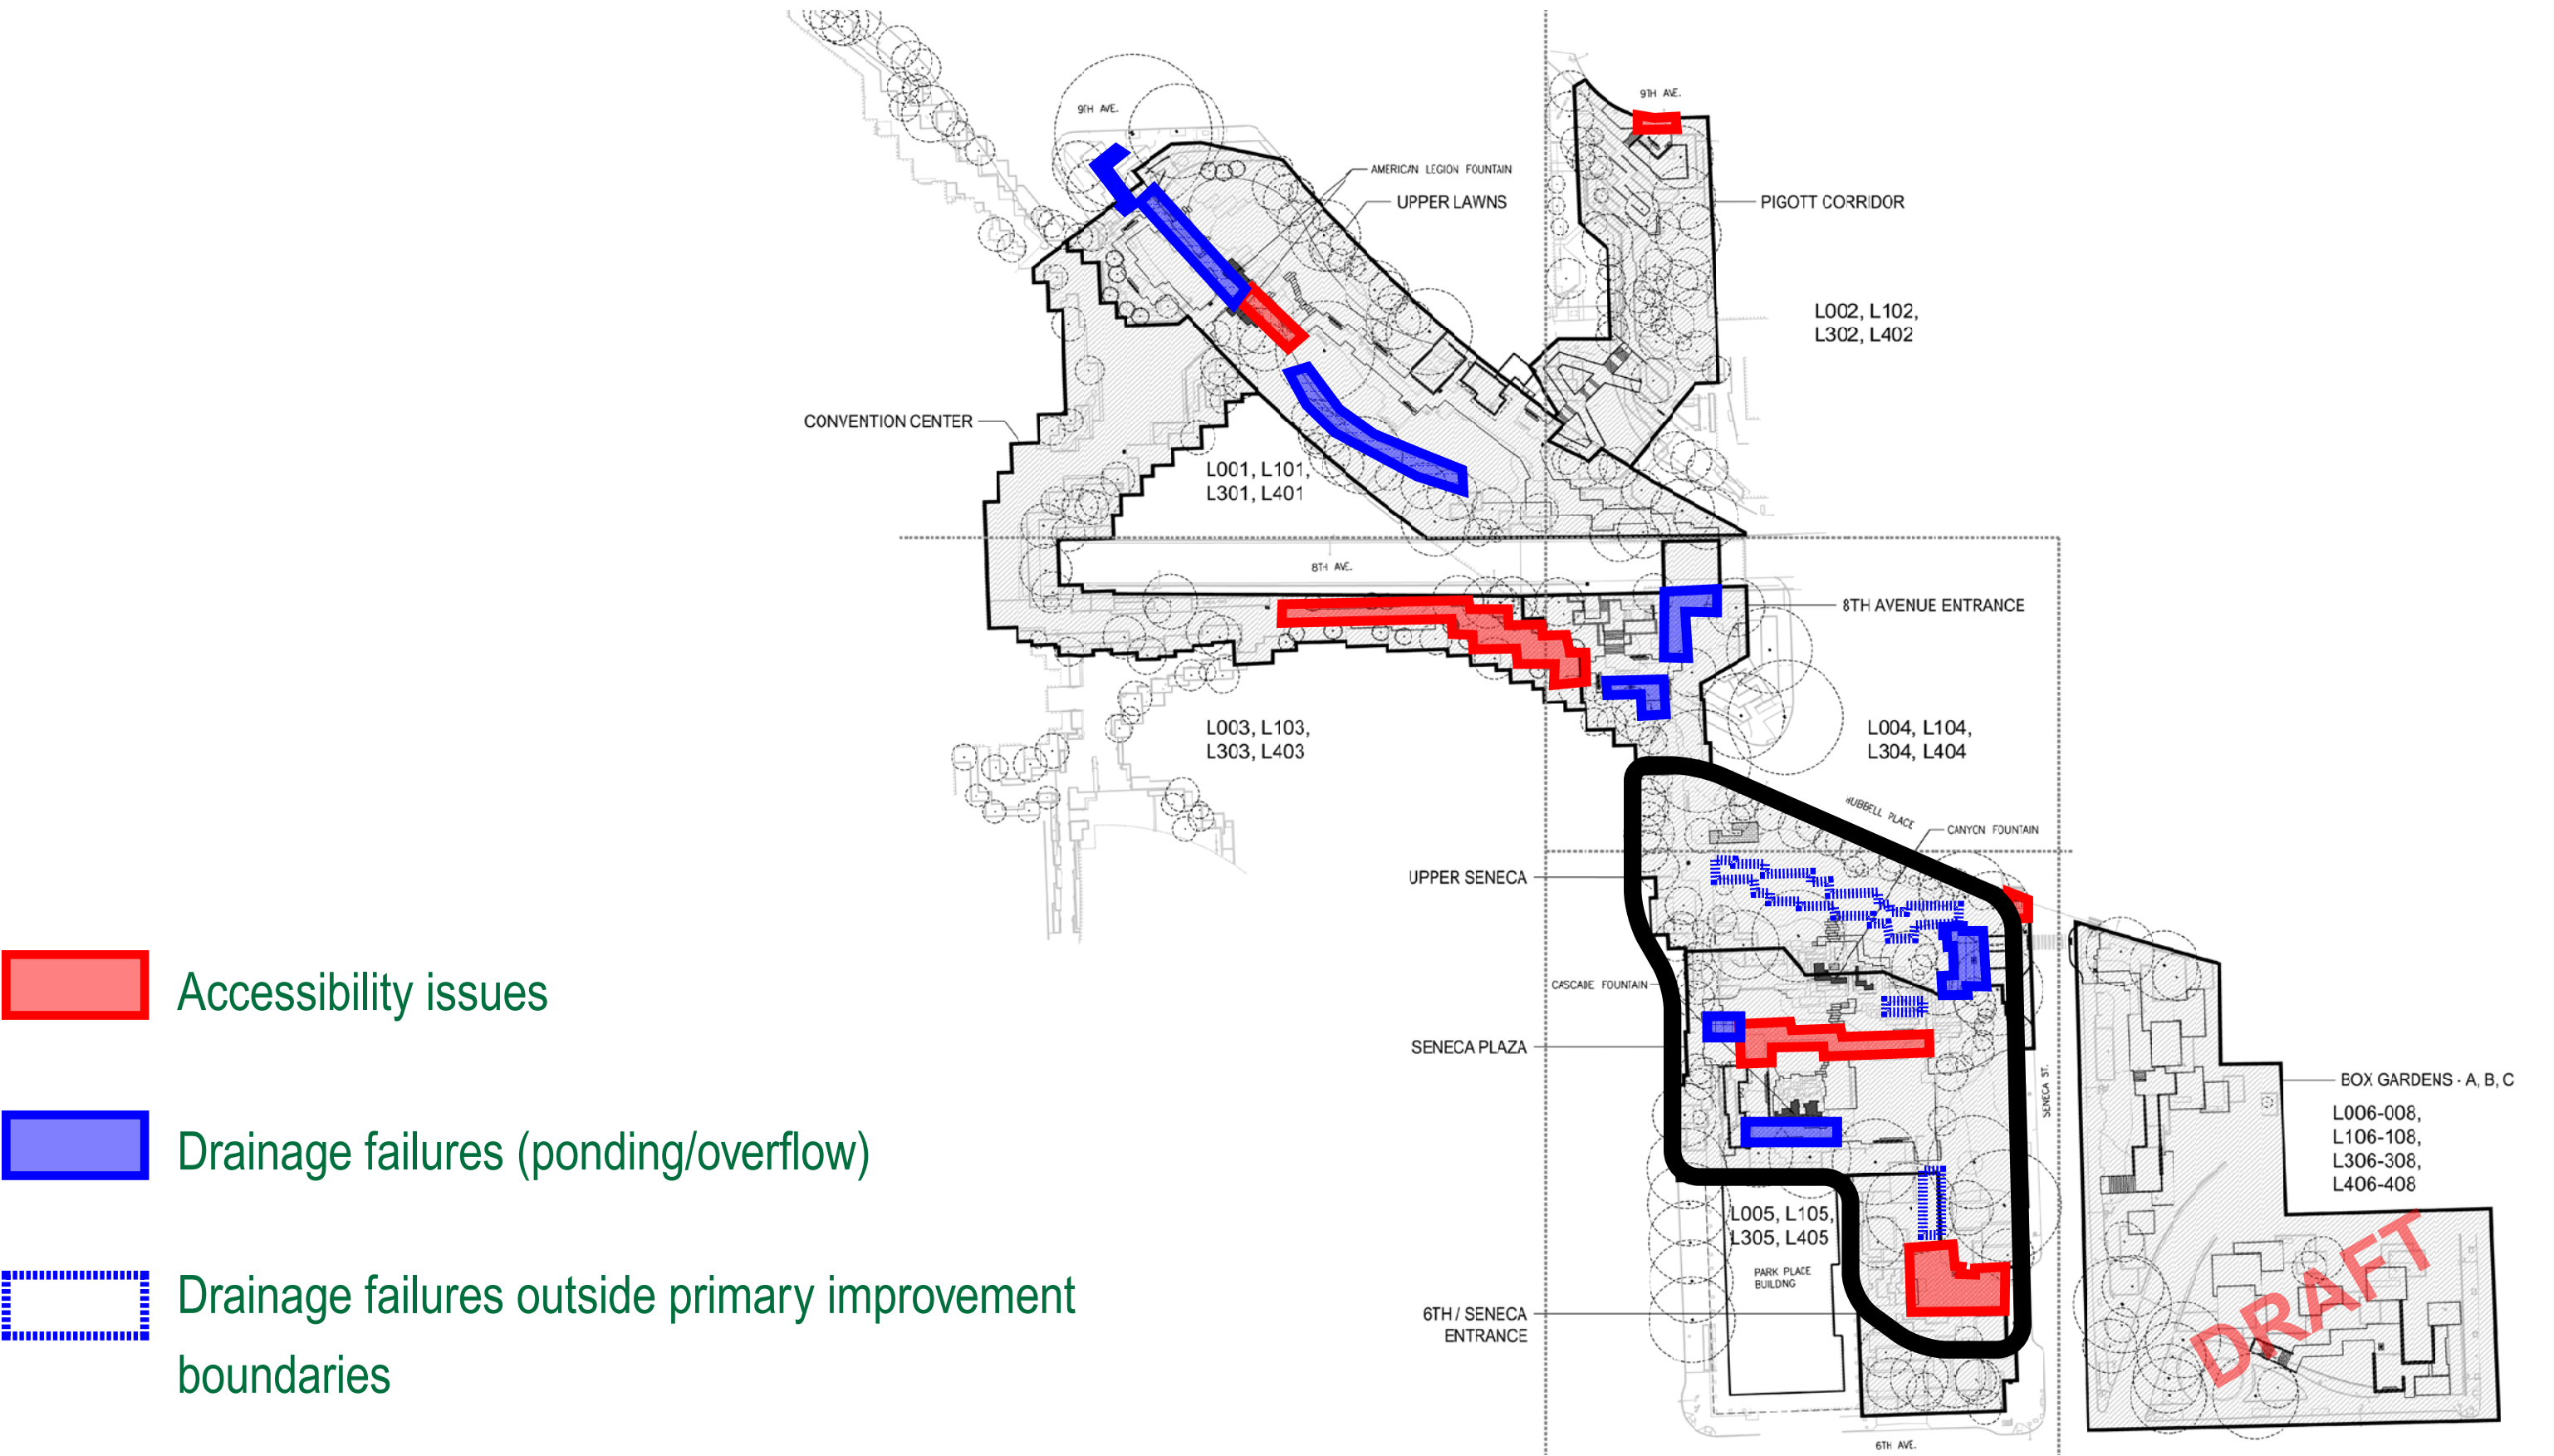 9TH AVE.
9TH AVE.
AMERICAN LEGION FOUNTAIN
UPPER LAWNS
PIGOTT CORRIDOR
L002, L102,
L302, L402
CONVENTION CENTER
L001, L101,
L301, L401
8TH AVE.
8TH AVENUE ENTRANCE
L003, L103,
L303, L403
L004, L104,
L304, L404
HUBBELL PLACE
CANYON FOUNTAIN
UPPER SENECA
CASCADE FOUNTAIN
SENECA PLAZA
SENECA ST.
BOX GARDENS - A, B, C
L006-008,
L106-108,
L306-308,
L406-408
L005, L105,
L305, L405
PARK PLACE
BUILDNG
6TH / SENECA
ENTRANCE
6TH AVE.
DRAFT
Accessibility issues
Drainage failures (ponding/overflow)
Drainage failures outside primary improvement
boundaries